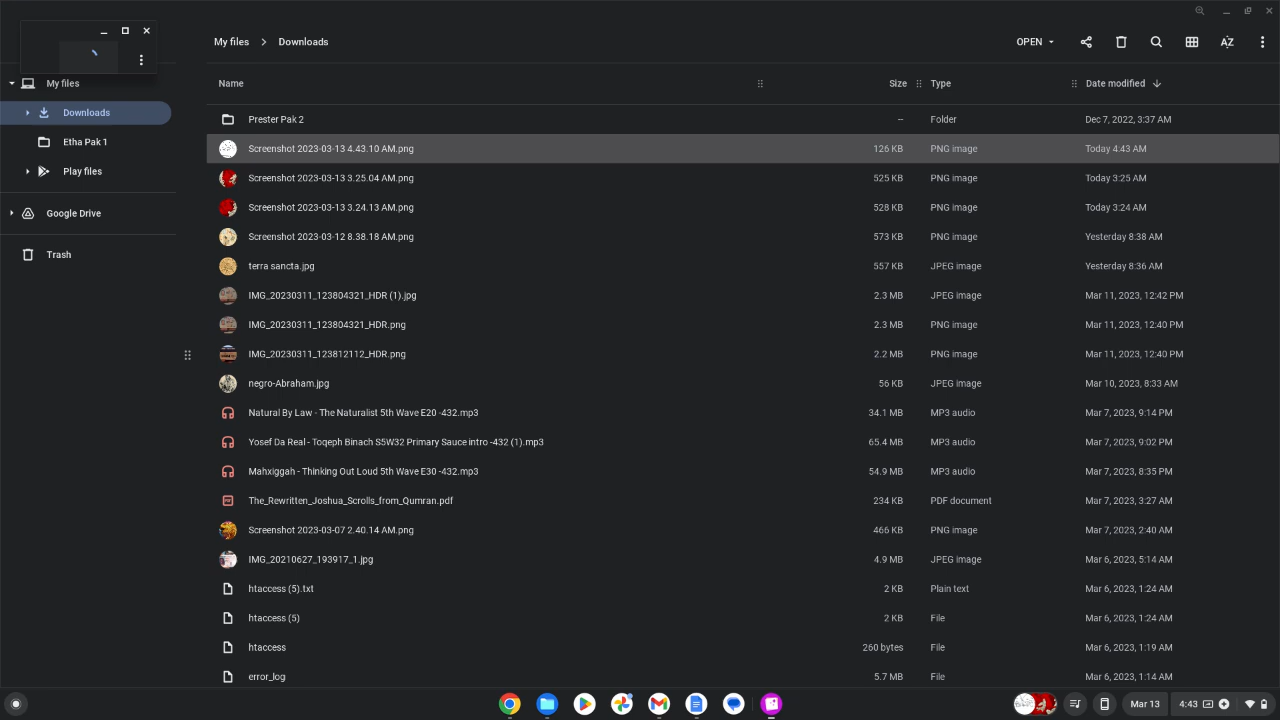 My files > Downloads
OPEN
AZ
Name Size Type Date modified
My files
Downloads
Etha Pak 1
Play files
Google Drive
Trash
Prester Pak 2 -- Folder Dec 7, 2022, 3:37 AM
Screenshot 2023-03-13 4.43.10 AM.png 126 KB PNG image Today 4:43 AM
Screenshot 2023-03-13 3.25.04 AM.png 525 KB PNG image Today 3:25 AM
Screenshot 2023-03-13 3.24.13 AM.png 528 KB PNG image Today 3:24 AM
Screenshot 2023-03-12 8.38.18 AM.png 573 KB PNG image Yesterday 8:38 AM
terra sancta.jpg 557 KB JPEG image Yesterday 8:36 AM
IMG_20230311_123804321_HDR (1).jpg 2.3 MB JPEG image Mar 11, 2023, 12:42 PM
IMG_20230311_123804321_HDR.png 2.3 MB PNG image Mar 11, 2023, 12:40 PM
IMG_20230311_123812112_HDR.png 2.2 MB PNG image Mar 11, 2023, 12:40 PM
negro-Abraham.jpg 56 KB JPEG image Mar 10, 2023, 8:33 AM
Natural By Law - The Naturalist 5th Wave E20 -432.mp3 34.1 MB MP3 audio Mar 7, 2023, 9:14 PM
Yosef Da Real - Toqeph Binach S5W32 Primary Sauce intro -432 (1).mp3 65.4 MB MP3 audio Mar 7, 2023, 9:02 PM
Mahxiggah - Thinking Out Loud 5th Wave E30 -432.mp3 54.9 MB MP3 audio Mar 7, 2023, 8:35 PM
The_Rewritten_Joshua_Scrolls_from_Qumran.pdf 234 KB PDF document Mar 7, 2023, 3:27 AM
Screenshot 2023-03-07 2.40.14 AM.png 466 KB PNG image Mar 7, 2023, 2:40 AM
IMG_20210627_193917_1.jpg 4.9 MB JPEG image Mar 6, 2023, 5:14 AM
htaccess (5).txt 2 KB Plain text Mar 6, 2023, 1:24 AM
htaccess (5) 2 KB File Mar 6, 2023, 1:24 AM
htaccess 260 bytes File Mar 6, 2023, 1:19 AM
error_log 5.7 MB File Mar 6, 2023, 1:14 AM
Mar 13 4:43